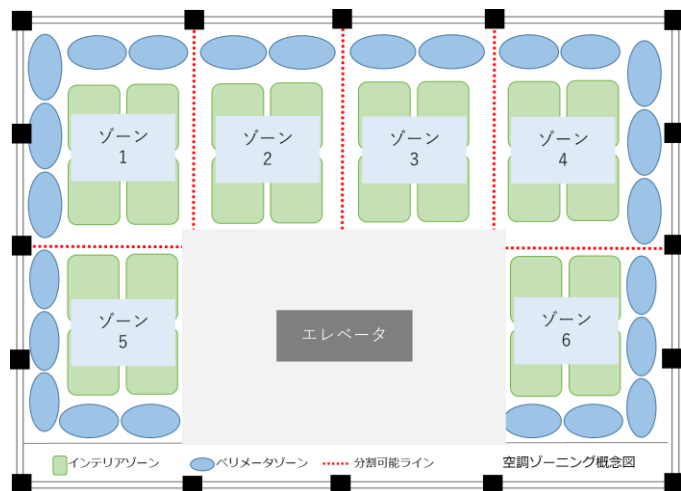 ゾーン
1
ゾーン
2
ゾーン
3
ゾーン
4
ゾーン
5
エレベータ
ゾーン
6
インテリアゾーン
ペリメータゾーン
分割可能ライン
空調ゾーニング概念図